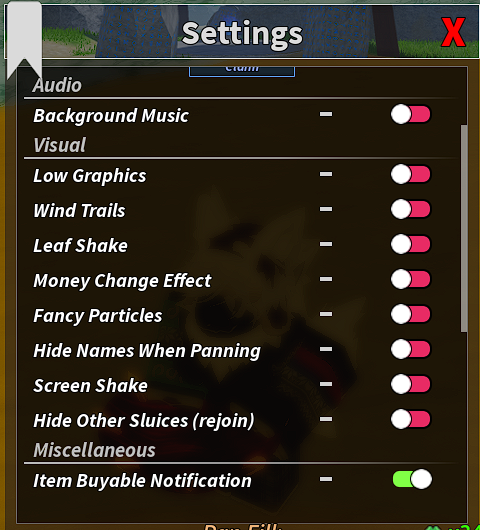 Settings
X
Claim
Audio
Background Music
Visual
Low Graphics
Wind Trails
Leaf Shake
Money Change Effect
Fancy Particles
Hide Names When Panning
Screen Shake
Hide Other Sluices (rejoin)
Miscellaneous
Item Buyable Notification